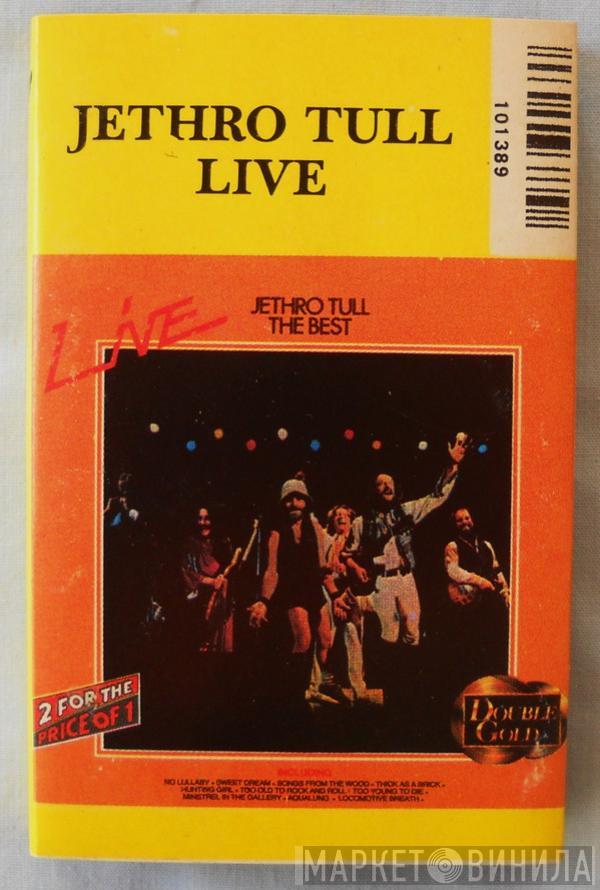 JETHRO TULL
LIVE
101389
LIVE
JETHRO TULL
THE BEST
2 FOR THE
PRICE OF 1
DOUBLE
GOLD
INCLUDING
NO LULLABY • SWEET DREAM • SONGS FROM THE WOOD • THICK AS A BRICK •
HUNTING GIRL • TOO OLD TO ROCK AND ROLL: TOO YOUNG TO DIE •
MINSTREL IN THE GALLERY • AQUALUNG • LOCOMOTIVE BREATH •
МАРКЕТ ВИНИЛА